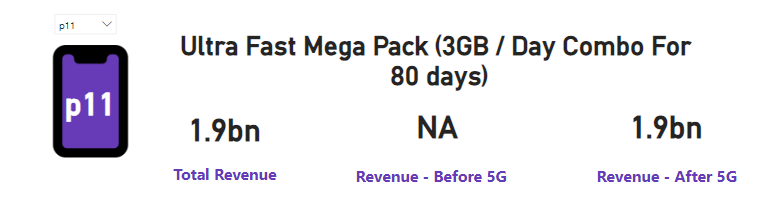 p11
Ultra Fast Mega Pack (3GB / Day Combo For
80 days)
p11
1.9bn
NA
1.9bn
Total Revenue
Revenue - Before 5G
Revenue - After 5G